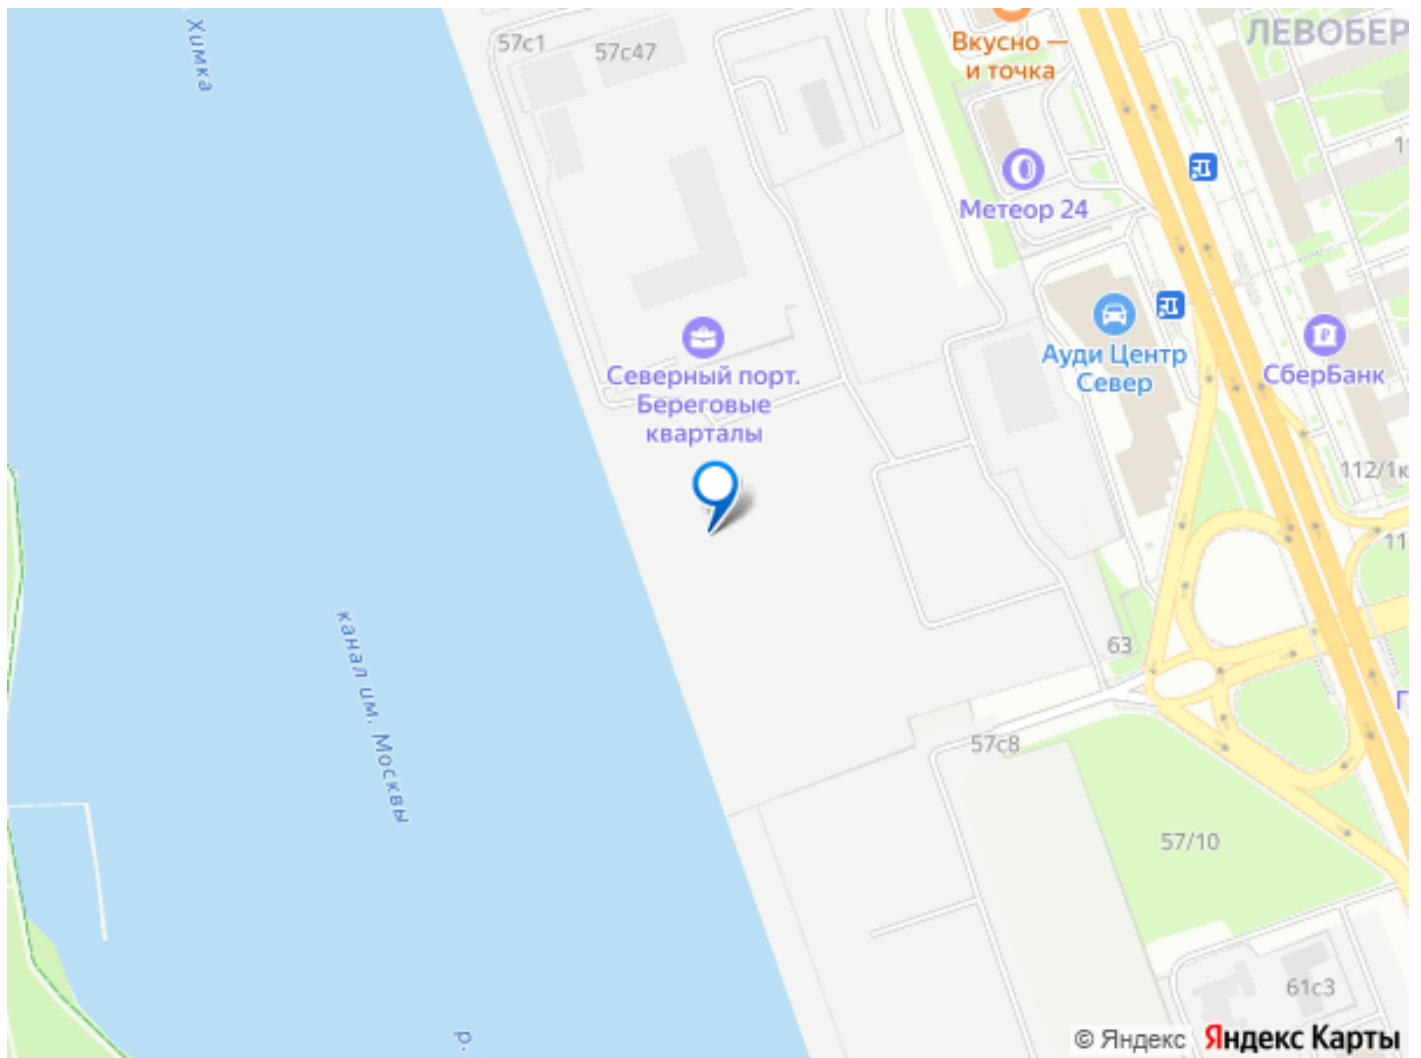 Химка
57с1
57с47
Вкусно —
и точка
ЛЕВОБЕР
Метеор 24
Ауди Центр
Север
СберБанк
Северный порт.
Береговые
кварталы
112/1к
11
63
канал им. Москвы
57с8
57/10
61с3
р.
© Яндекс
Яндекс Карты